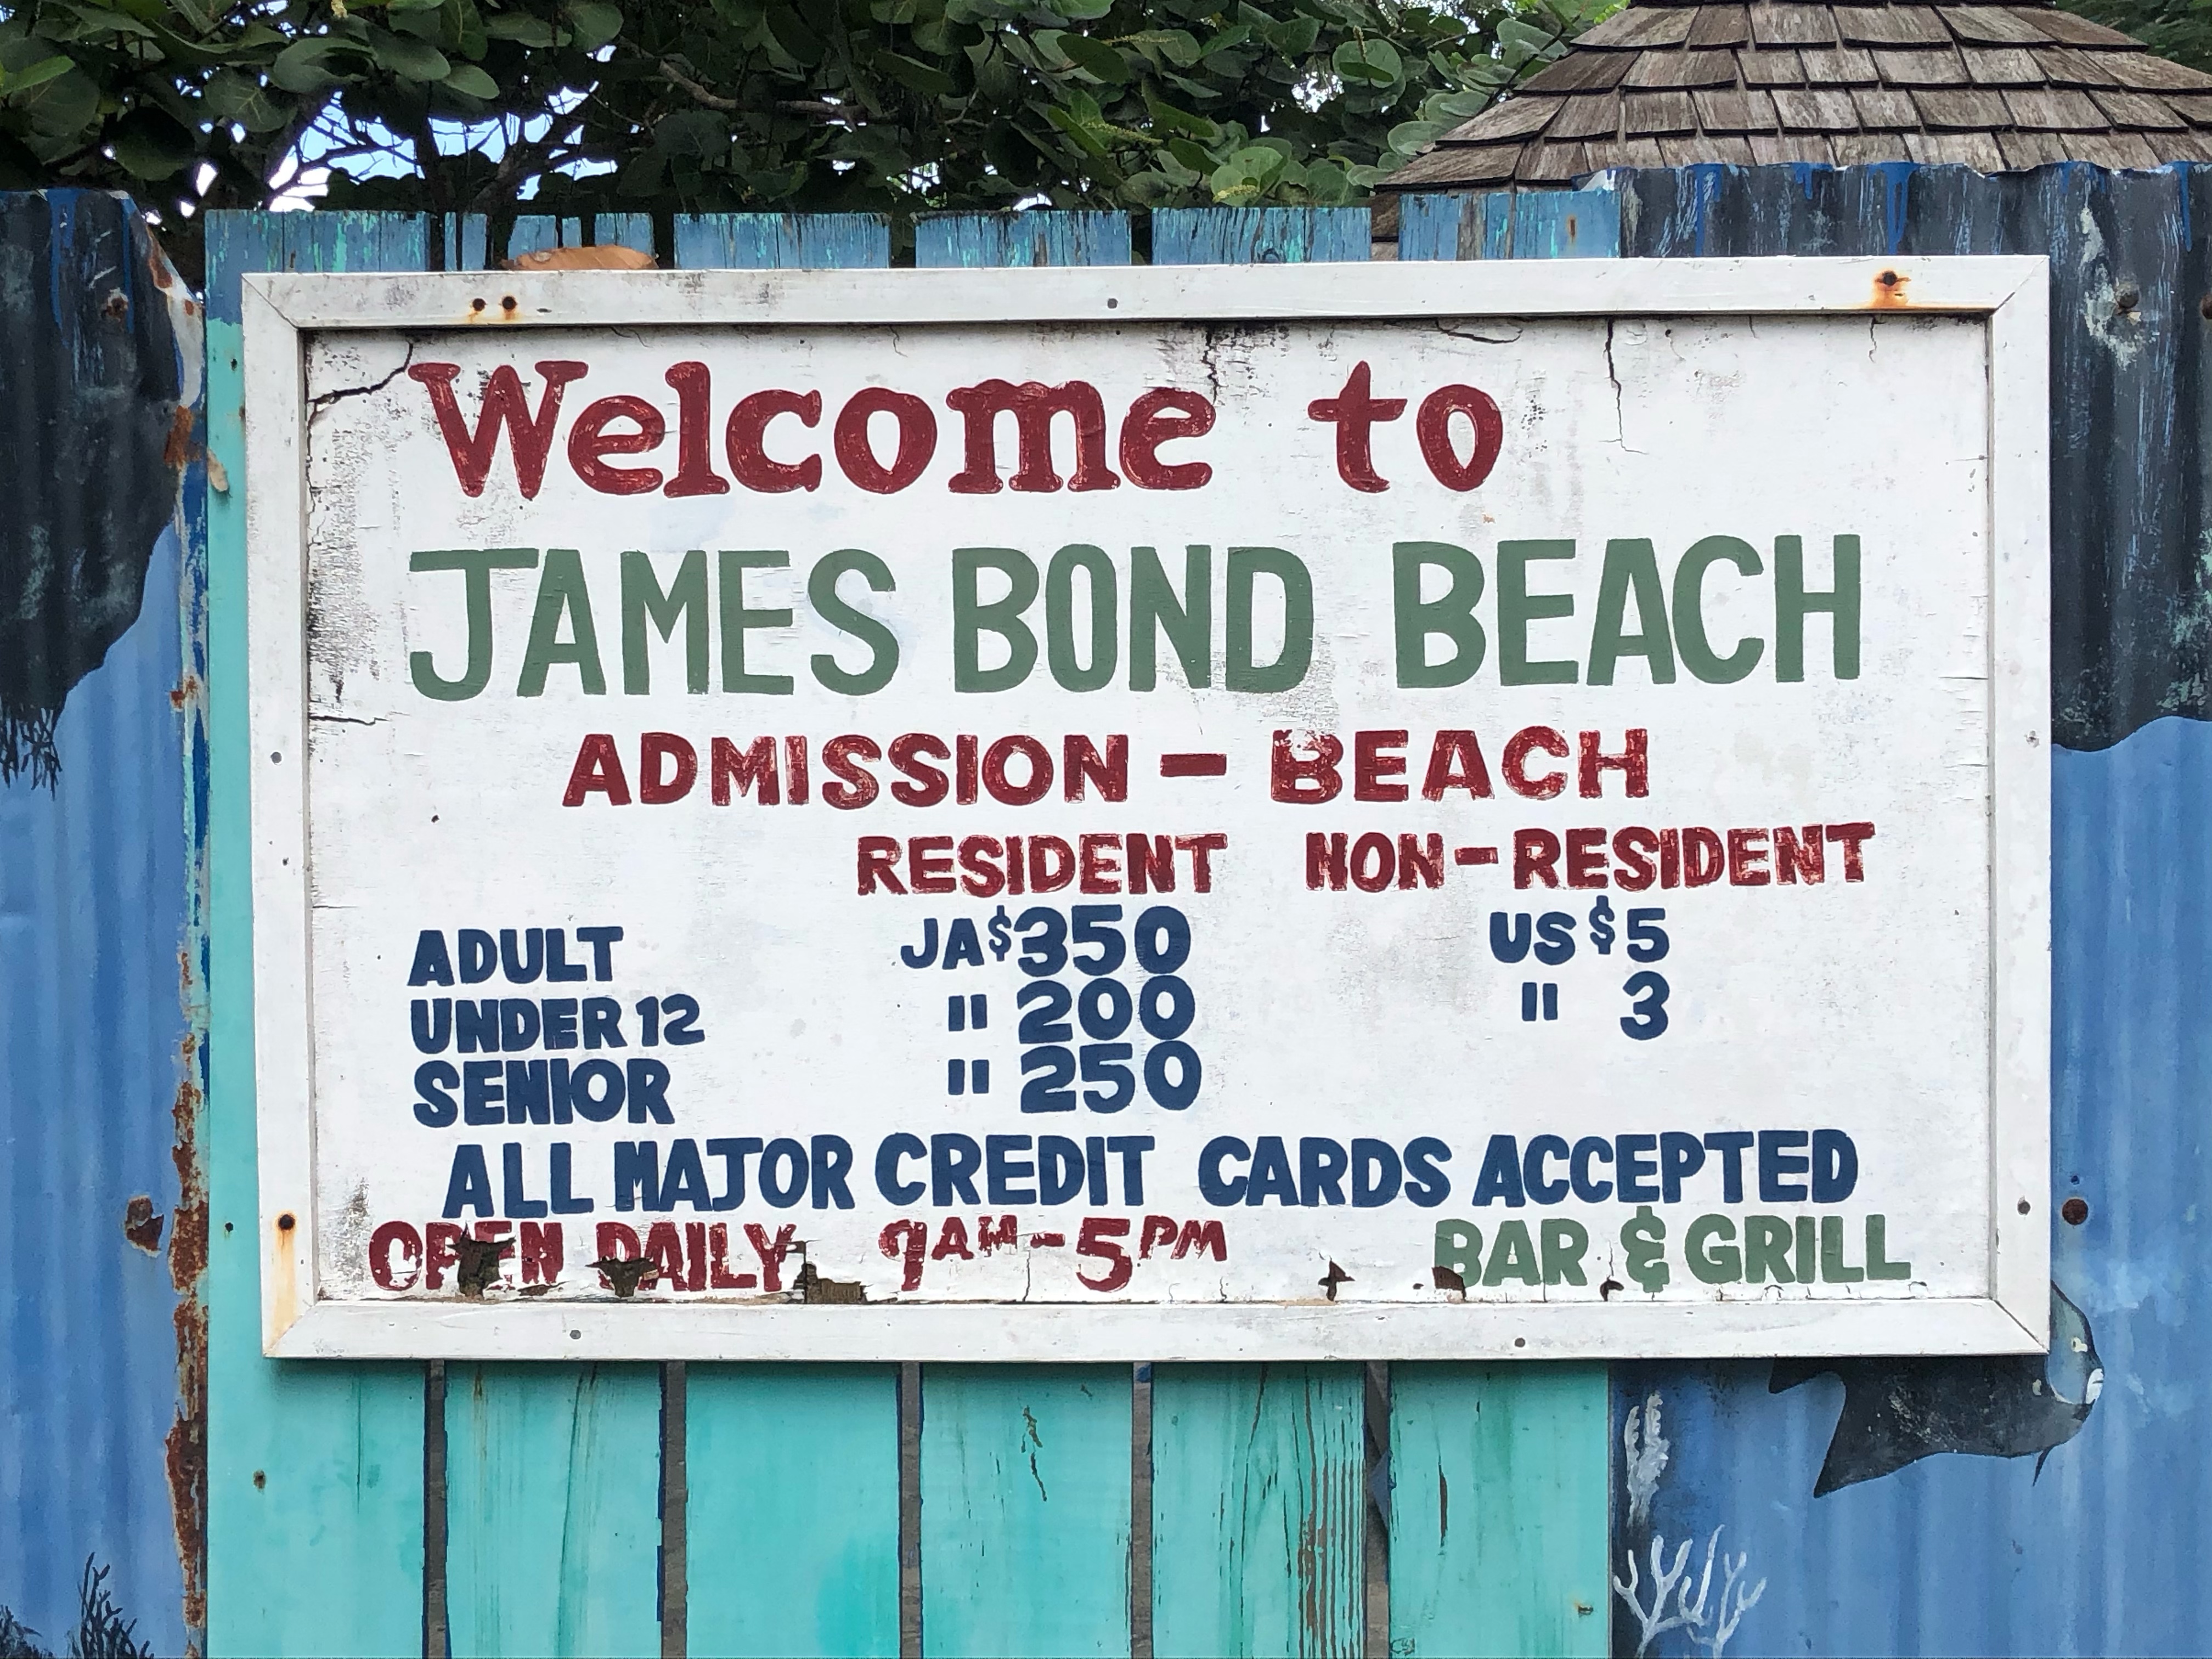 Welcome to
JAMES BOND BEACH
ADMISSION - BEACH
RESIDENT NON-RESIDENT
ADULT JA$350 US $5
UNDER 12 " 200 " 3
SENIOR " 250
ALL MAJOR CREDIT CARDS ACCEPTED
OPEN DAILY 9AM-5PM BAR & GRILL